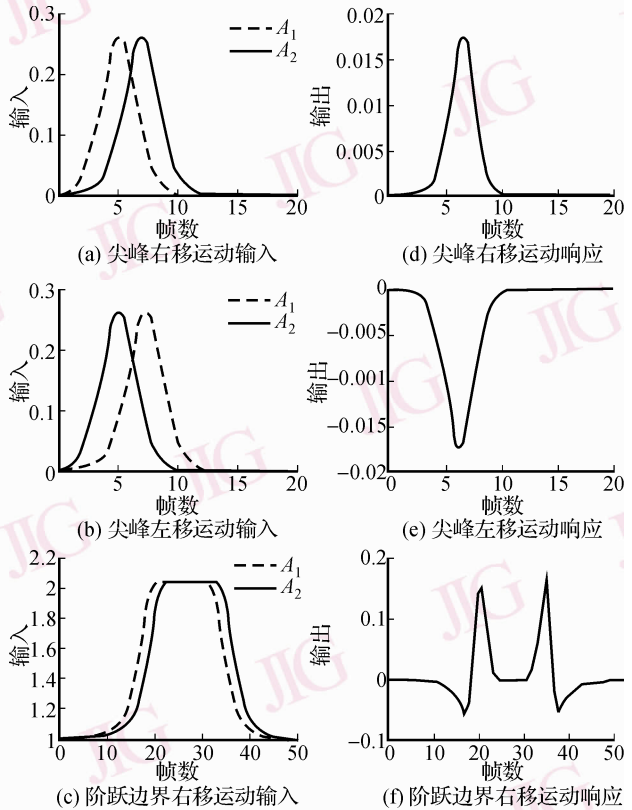 0.3
0.2
0.1
0
5
10
15
20
输入
帧数
A1
A2
(a) 尖峰右移运动输入
0.02
0.015
0.01
0.005
0
0
10
20
输出
帧数
(d) 尖峰右移运动响应
0.3
0.2
0.1
0
5
10
15
20
输入
帧数
A1
A2
(b) 尖峰左移运动输入
0
−0.005
−0.001
−0.015
−0.02
0
5
10
15
20
输出
帧数
(e) 尖峰左移运动响应
2.2
2
1.8
1.6
1.4
1.2
1
0
10
20
30
40
50
输入
帧数
A1
A2
(c) 阶跃边界右移运动输入
0.2
0.1
0
−0.1
0
10
20
30
40
50
输出
帧数
(f) 阶跃边界右移运动响应
JIG